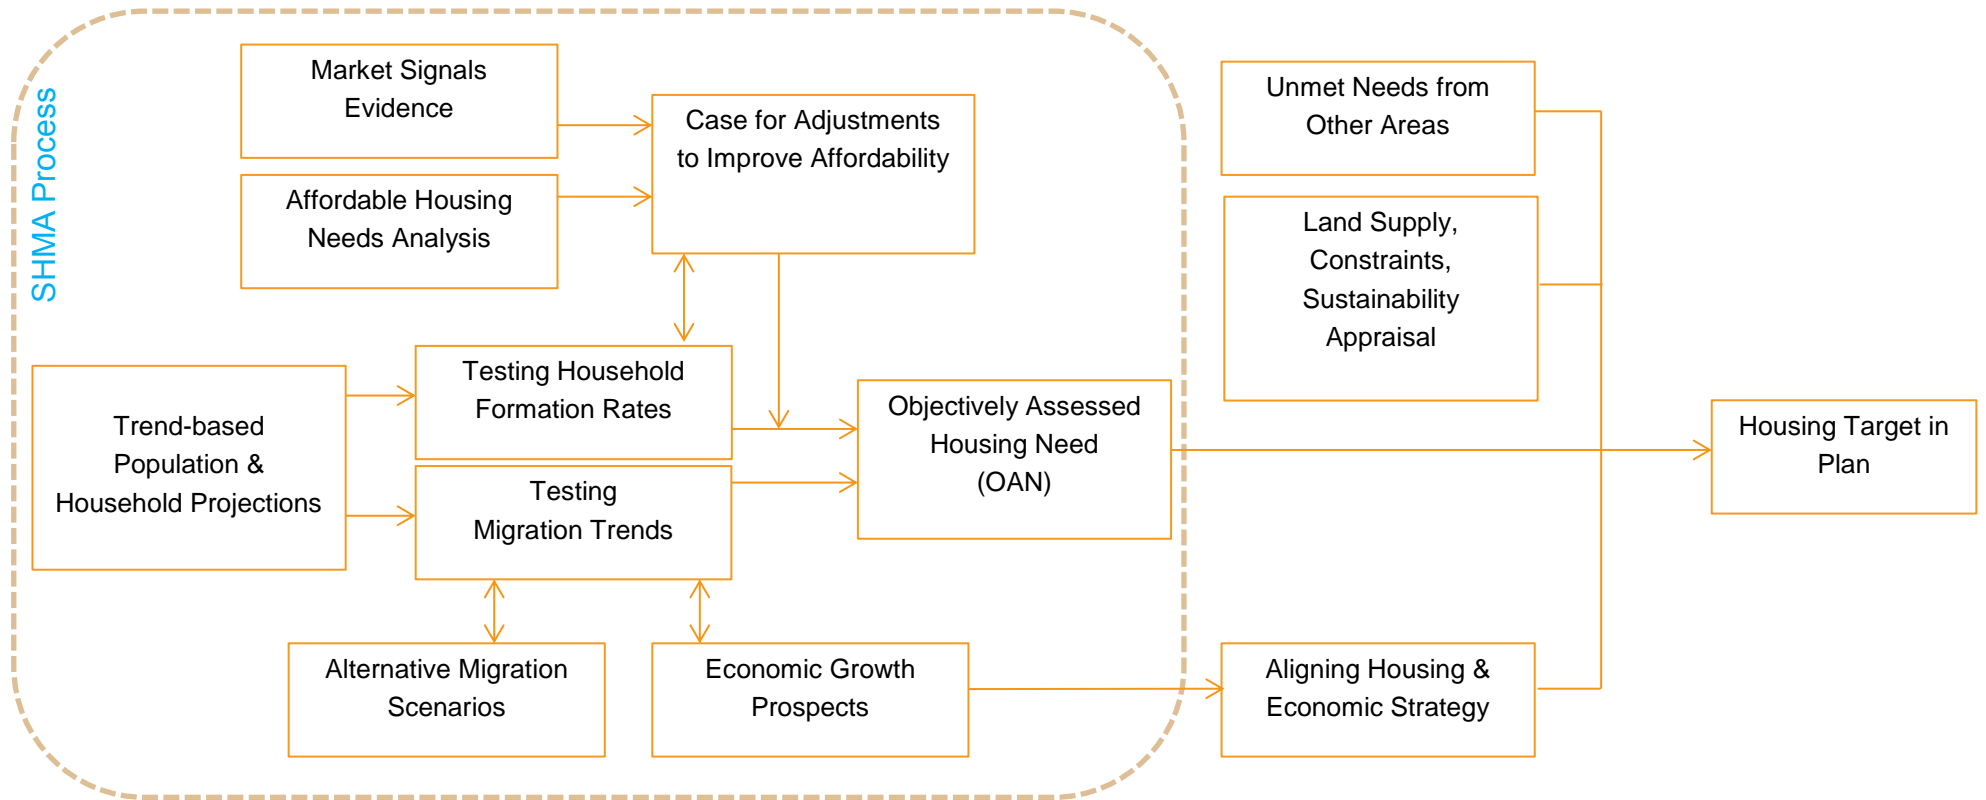 SHMA Process
Market Signals
Evidence
Affordable Housing
Needs Analysis
Case for Adjustments
to Improve Affordability
Trend-based
Population &
Household Projections
Testing Household
Formation Rates
Testing
Migration Trends
Alternative Migration
Scenarios
Economic Growth
Prospects
Objectively Assessed
Housing Need
(OAN)
Unmet Needs from
Other Areas
Land Supply,
Constraints,
Sustainability
Appraisal
Aligning Housing &
Economic Strategy
Housing Target in
Plan